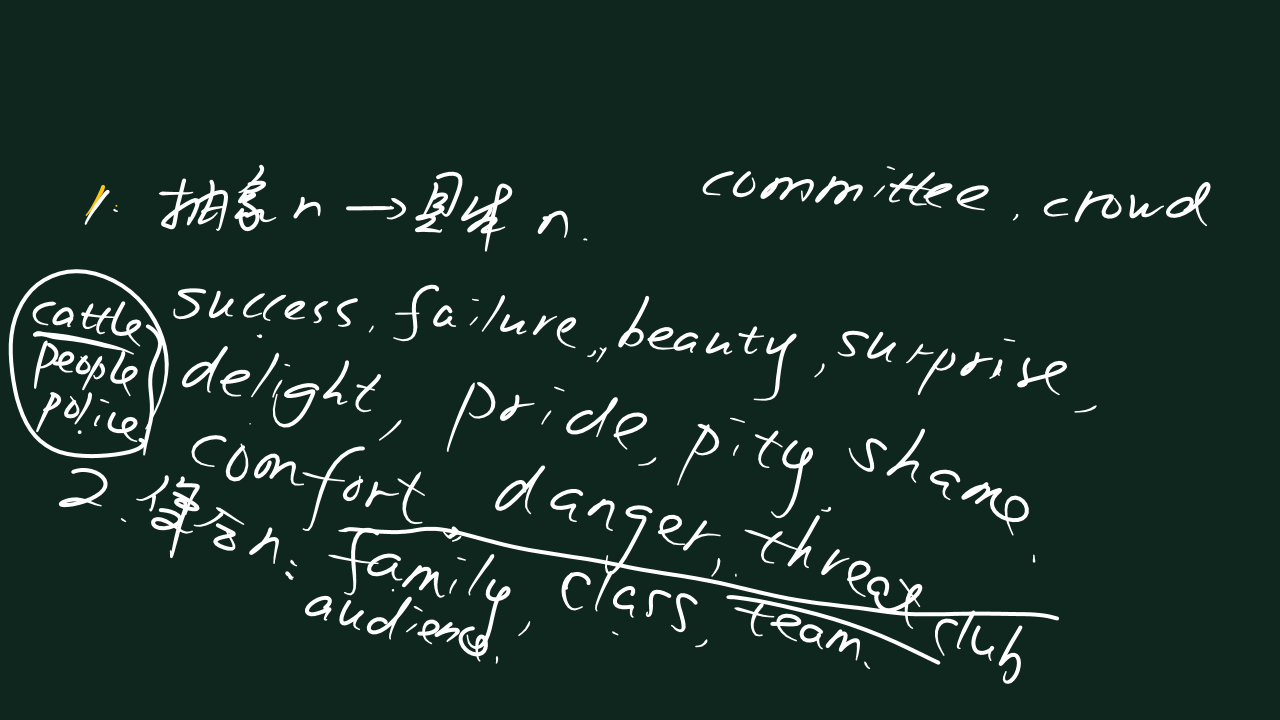 1. 抽象 n → 具体 n.
committee, crowd
success, failure, beauty, surprise,
delight, pride, pity shame.
comfort danger, threat
cattle
people
police
2. 集合n: family, class, team. club
audience.